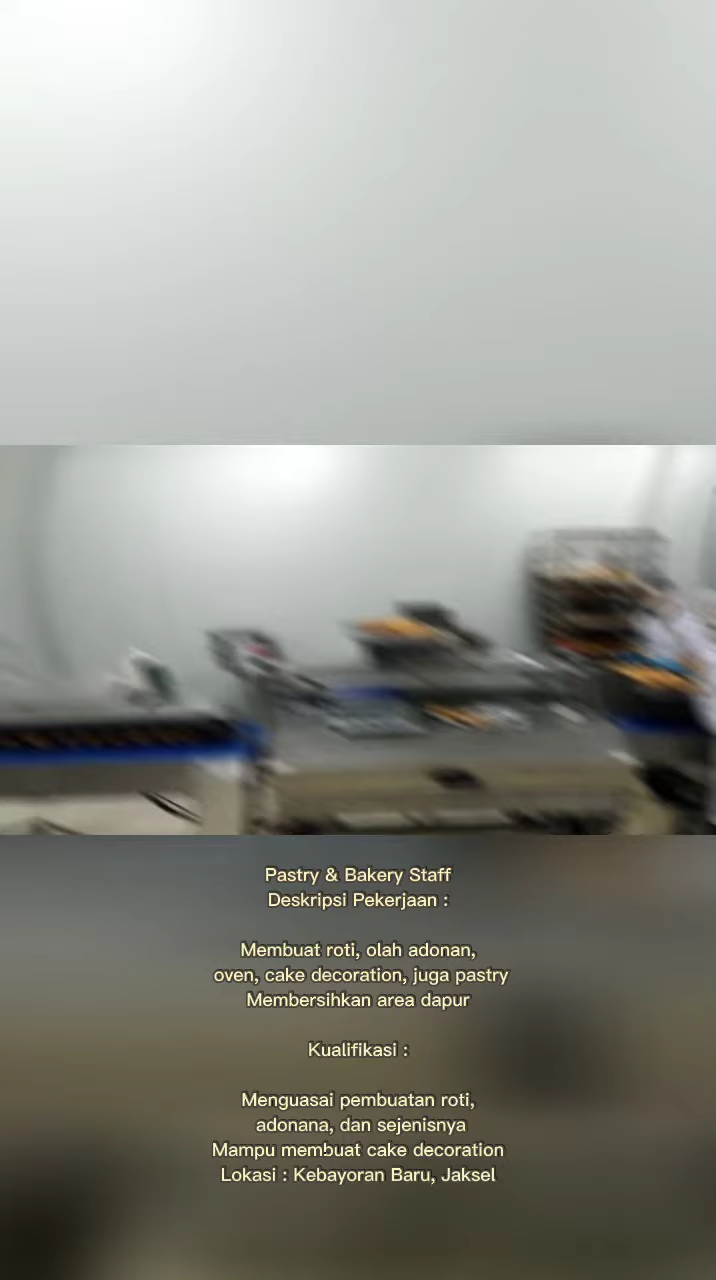 Pastry & Bakery Staff
Deskripsi Pekerjaan :
Membuat roti, olah adonan,
oven, cake decoration, juga pastry
Membersihkan area dapur
Kualifikasi :
Menguasai pembuatan roti,
adonana, dan sejenisnya
Mampu membuat cake decoration
Lokasi : Kebayoran Baru, Jaksel